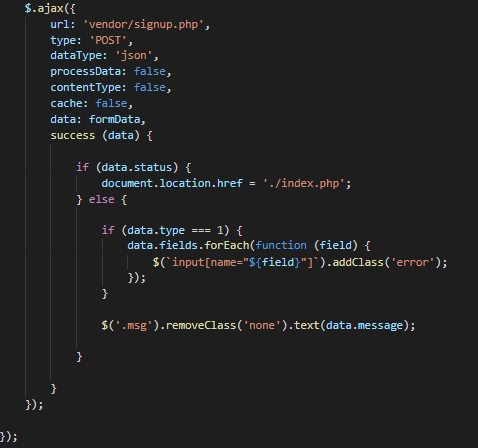 $.ajax({
url: 'vendor/signup.php',
type: 'POST',
dataType: 'json',
processData: false,
contentType: false,
cache: false,
data: formData,
success (data) {
if (data.status) {
document.location.href = './index.php';
} else {
if (data.type === 1) {
data.fields.forEach(function (field) {
$(`input[name="${field}"]`).addClass('error');
});
}
$('.msg').removeClass('none').text(data.message);
}
}
});
});